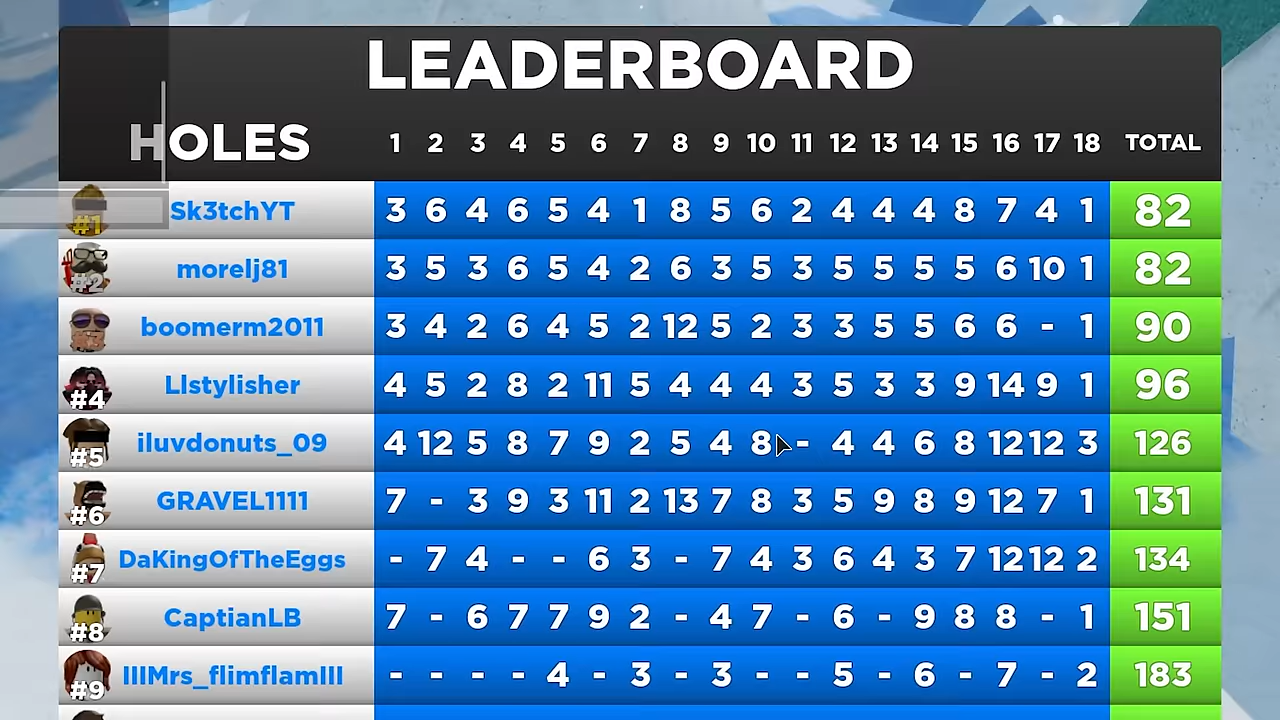 LEADERBOARD
HOLES 1 2 3 4 5 6 7 8 9 10 11 12 13 14 15 16 17 18 TOTAL
#1 Sk3tchYT 3 6 4 6 5 4 1 8 5 6 2 4 4 4 8 7 4 1 82
#2 morelj81 3 5 3 6 5 4 2 6 3 5 3 5 5 5 5 6 10 1 82
boomerm2011 3 4 2 6 4 5 2 12 5 2 3 3 5 5 6 6 - 1 90
#4 Llstylisher 4 5 2 8 2 11 5 4 4 4 3 5 3 3 9 14 9 1 96
#5 iluvdonuts_09 4 12 5 8 7 9 2 5 4 8 - 4 4 6 8 12 12 3 126
#6 GRAVEL1111 7 - 3 9 3 11 2 13 7 8 3 5 9 8 9 12 7 1 131
#7 DaKingOfTheEggs - 7 4 - - 6 3 - 7 4 3 6 4 3 7 12 12 2 134
#8 CaptianLB 7 - 6 7 7 9 2 - 4 7 - 6 - 9 8 8 - 1 151
#9 IIIMrs_flimflamIII - - - - 4 - 3 - 3 - - 5 - 6 - 7 - 2 183